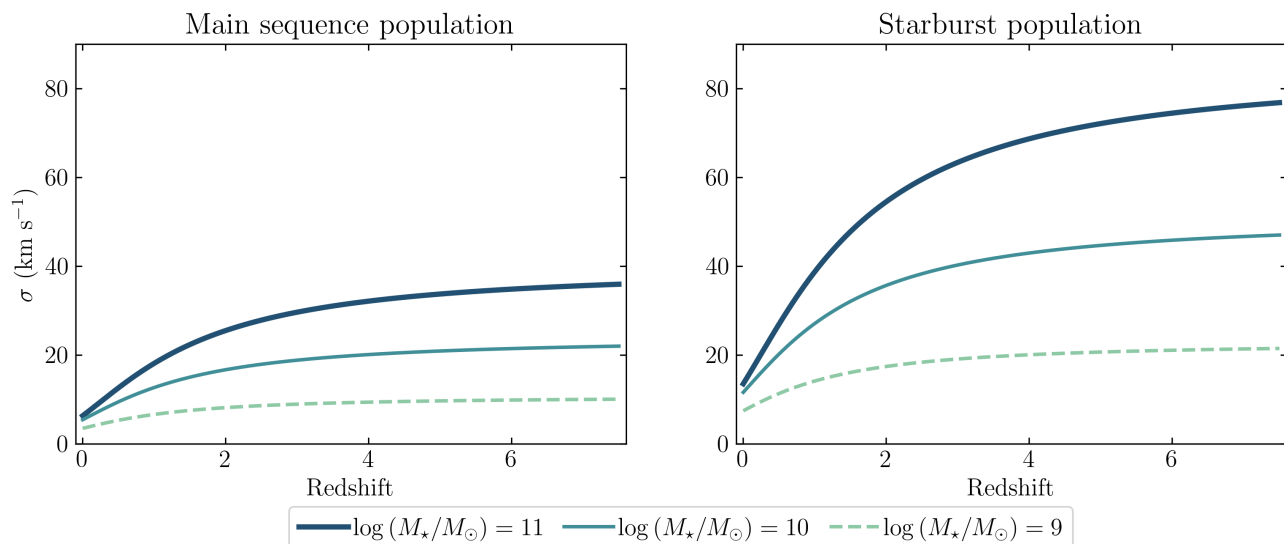 Main sequence population
Starburst population
σ (km s⁻¹)
80
60
40
20
0
0 2 4 6
Redshift
80
60
40
20
0
0 2 4 6
Redshift
log (M⋆/M⊙) = 11 log (M⋆/M⊙) = 10 log (M⋆/M⊙) = 9